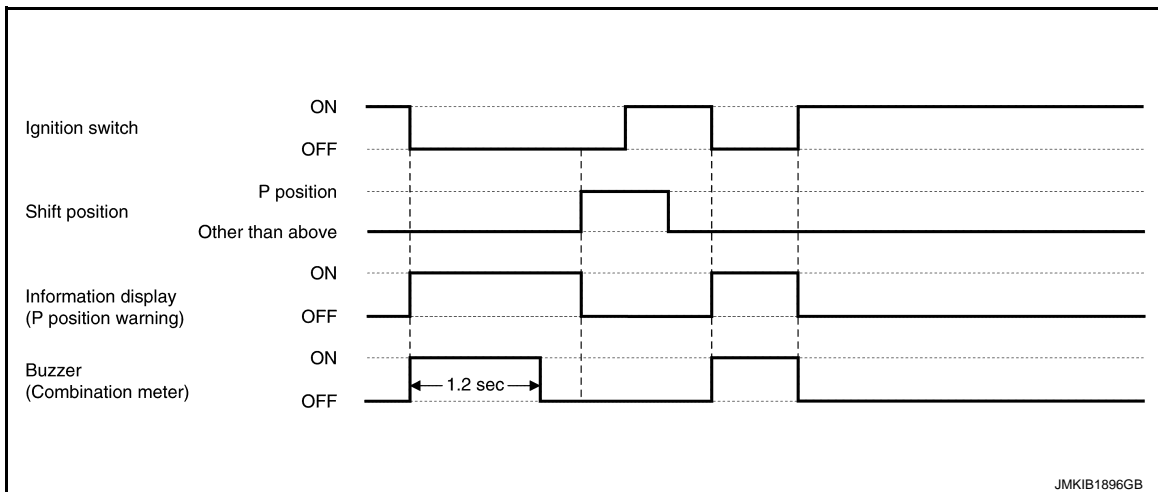 ON
Ignition switch
OFF
P position
Shift position
Other than above
ON
Information display
(P position warning)
OFF
ON
Buzzer
(Combination meter)
1.2 sec
OFF
JMKIB1896GB